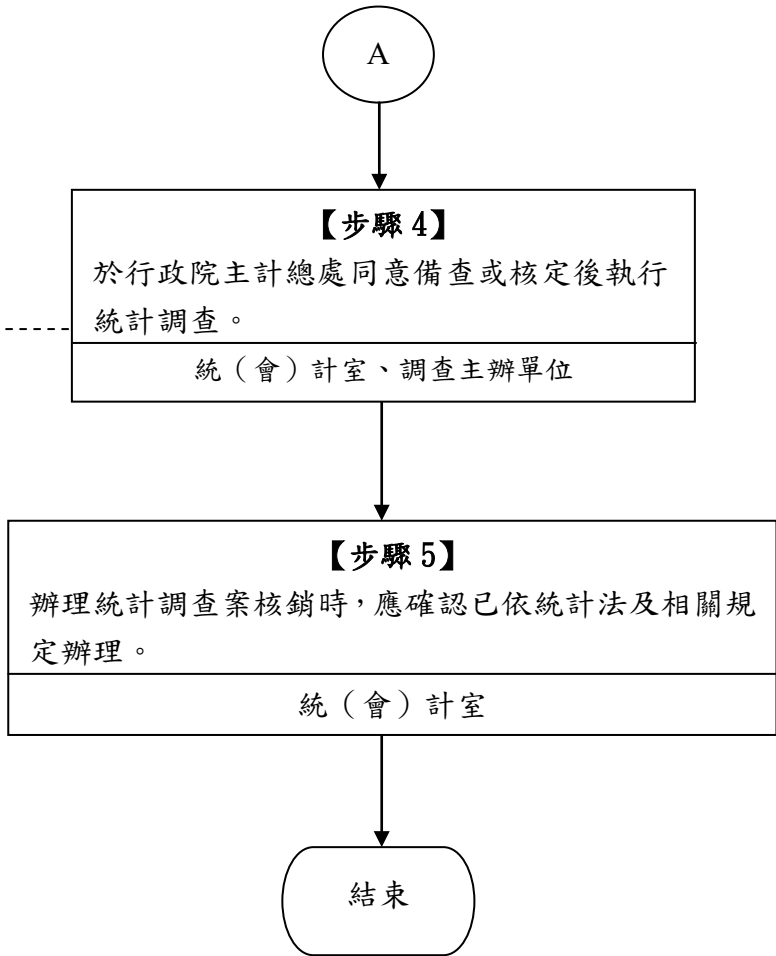 A
【步驟 4】
於行政院主計總處同意備查或核定後執行
統計調查。
統（會）計室、調查主辦單位
【步驟 5】
辦理統計調查案核銷時，應確認已依統計法及相關規
定辦理。
統（會）計室
結束